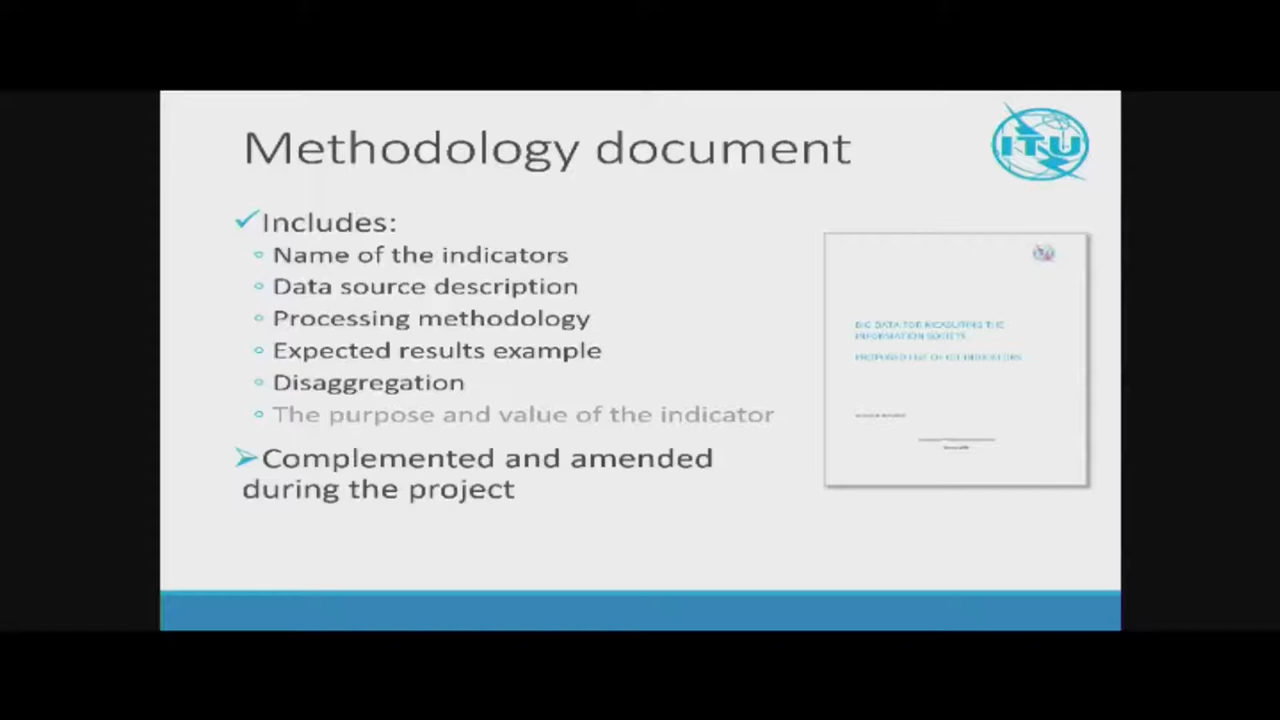 Methodology document
ITU
Includes:
Name of the indicators
Data source description
Processing methodology
Expected results example
Disaggregation
The purpose and value of the indicator
Complemented and amended
during the project
BIG DATA FOR MEASURING THE
INFORMATION SOCIETY
PROPOSED LIST OF ICT INDICATORS